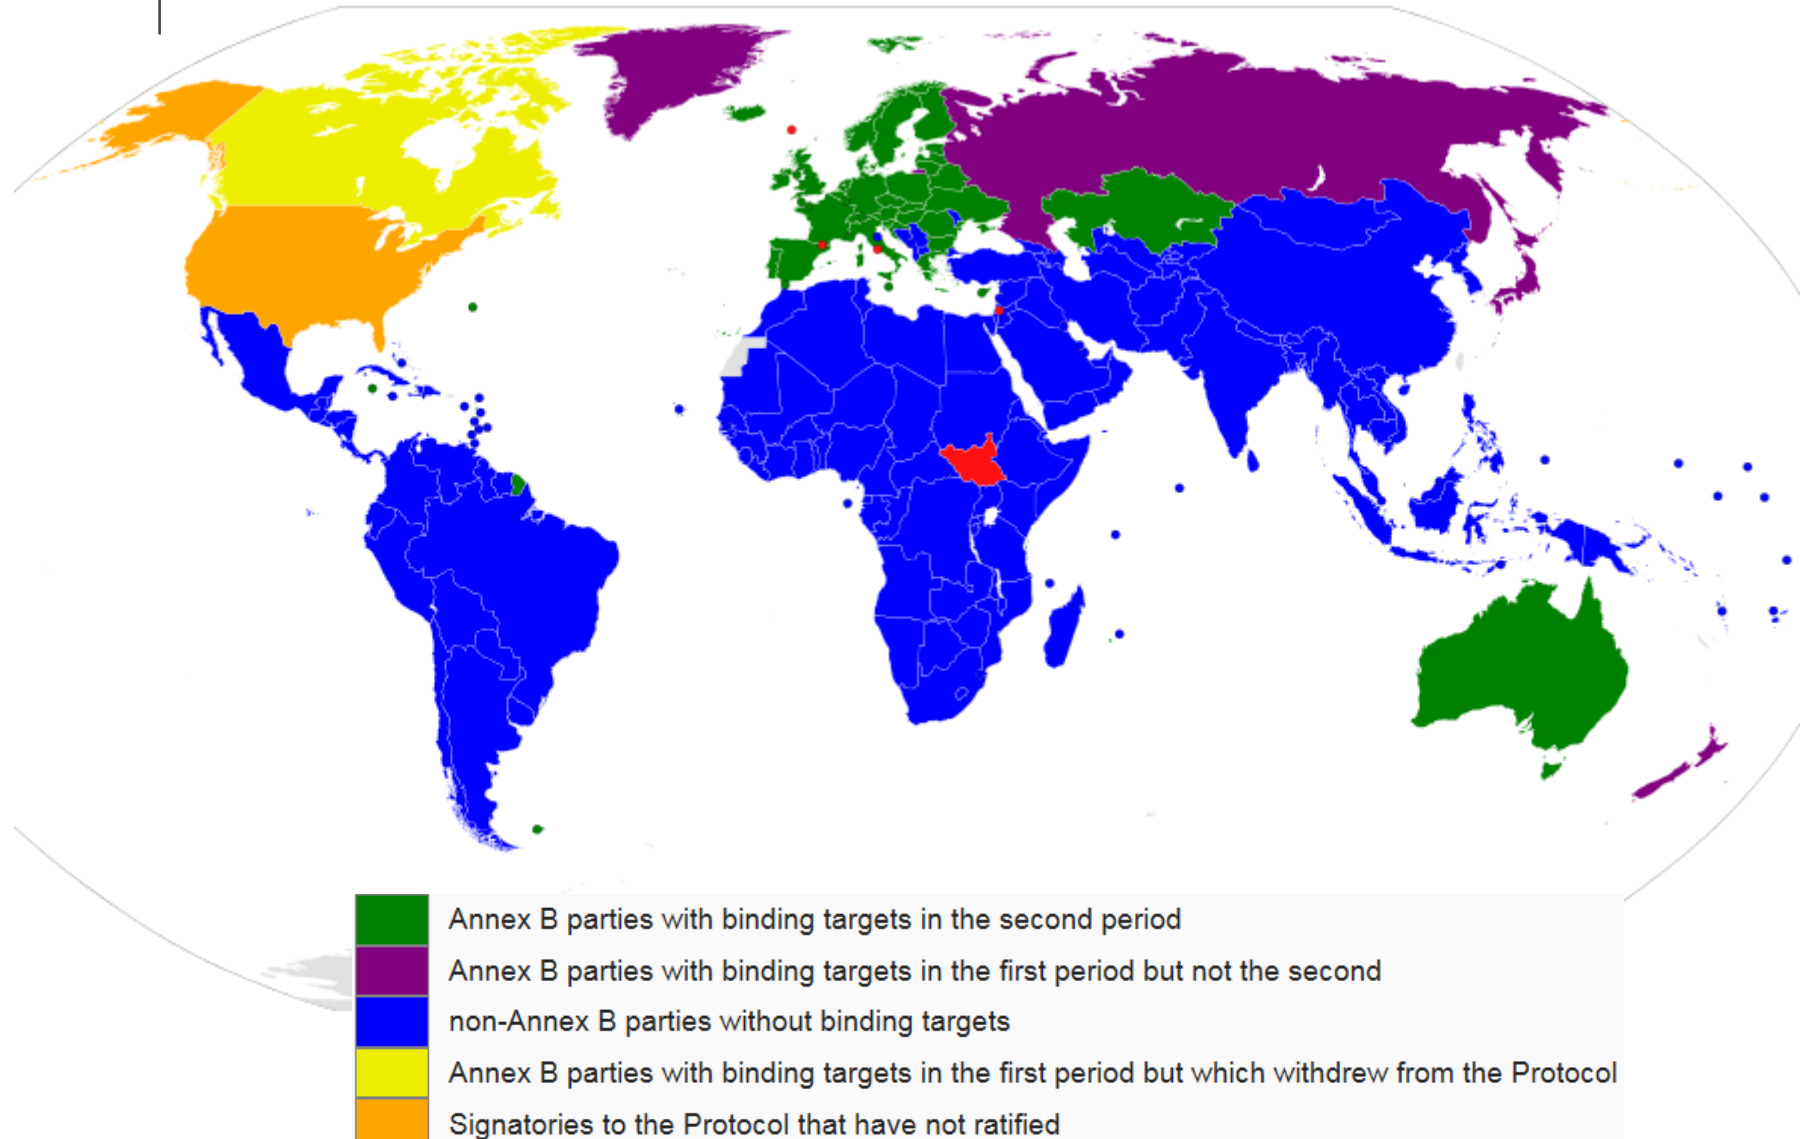 Annex B parties with binding targets in the second period
Annex B parties with binding targets in the first period but not the second
non-Annex B parties without binding targets
Annex B parties with binding targets in the first period but which withdrew from the Protocol
Signatories to the Protocol that have not ratified